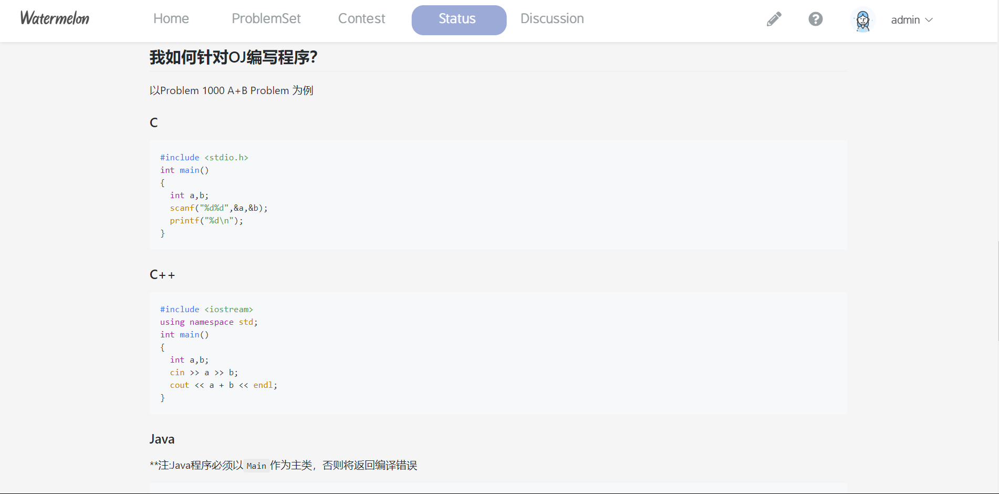 Watermelon Home ProblemSet Contest Status Discussion admin
我如何针对OJ编写程序？
以Problem 1000 A+B Problem 为例
C
#include <stdio.h>
int main()
{
  int a,b;
  scanf("%d%d",&a,&b);
  printf("%d\n");
}
C++
#include <iostream>
using namespace std;
int main()
{
  int a,b;
  cin >> a >> b;
  cout << a + b << endl;
}
Java
**注:Java程序必须以 Main 作为主类，否则将返回编译错误